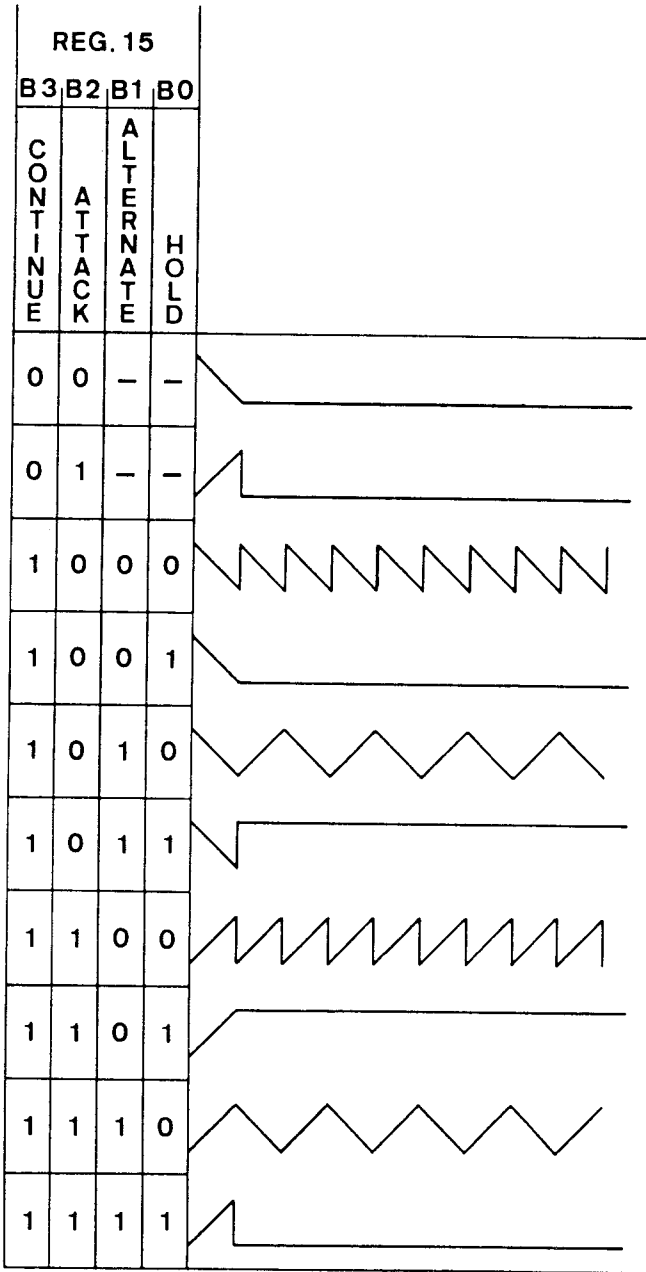 REG. 15
B3 B2 B1 B0
CONTINUE ATTACK ALTERNATE HOLD
0 0 – –
0 1 – –
1 0 0 0
1 0 0 1
1 0 1 0
1 0 1 1
1 1 0 0
1 1 0 1
1 1 1 0
1 1 1 1